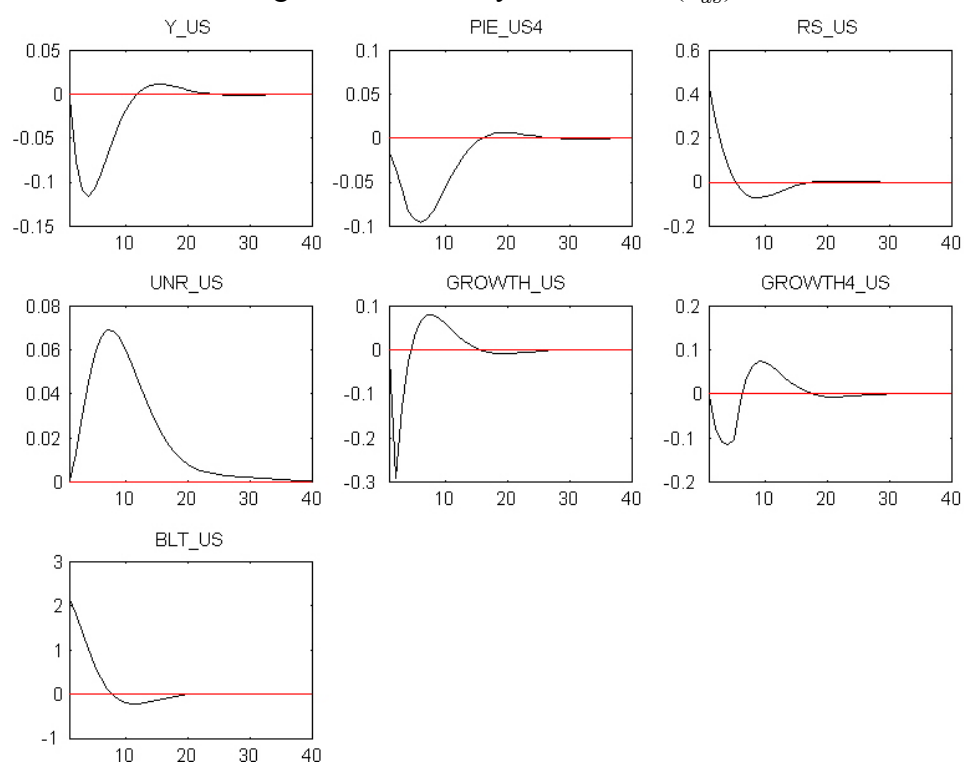 Y_US PIE_US4 RS_US
0.05 0.1 0.6
0 0.05 0.4
-0.05 0 0.2
-0.1 -0.05 0
-0.15 -0.1 -0.2
10 20 30 40 10 20 30 40 10 20 30 40
UNR_US GROWTH_US GROWTH4_US
0.08 0.1 0.2
0.06 0 0.1
0.04 -0.1 0
0.02 -0.2 -0.1
0 -0.3 -0.2
10 20 30 40 10 20 30 40 10 20 30 40
BLT_US
3
2
1
0
-1
10 20 30 40